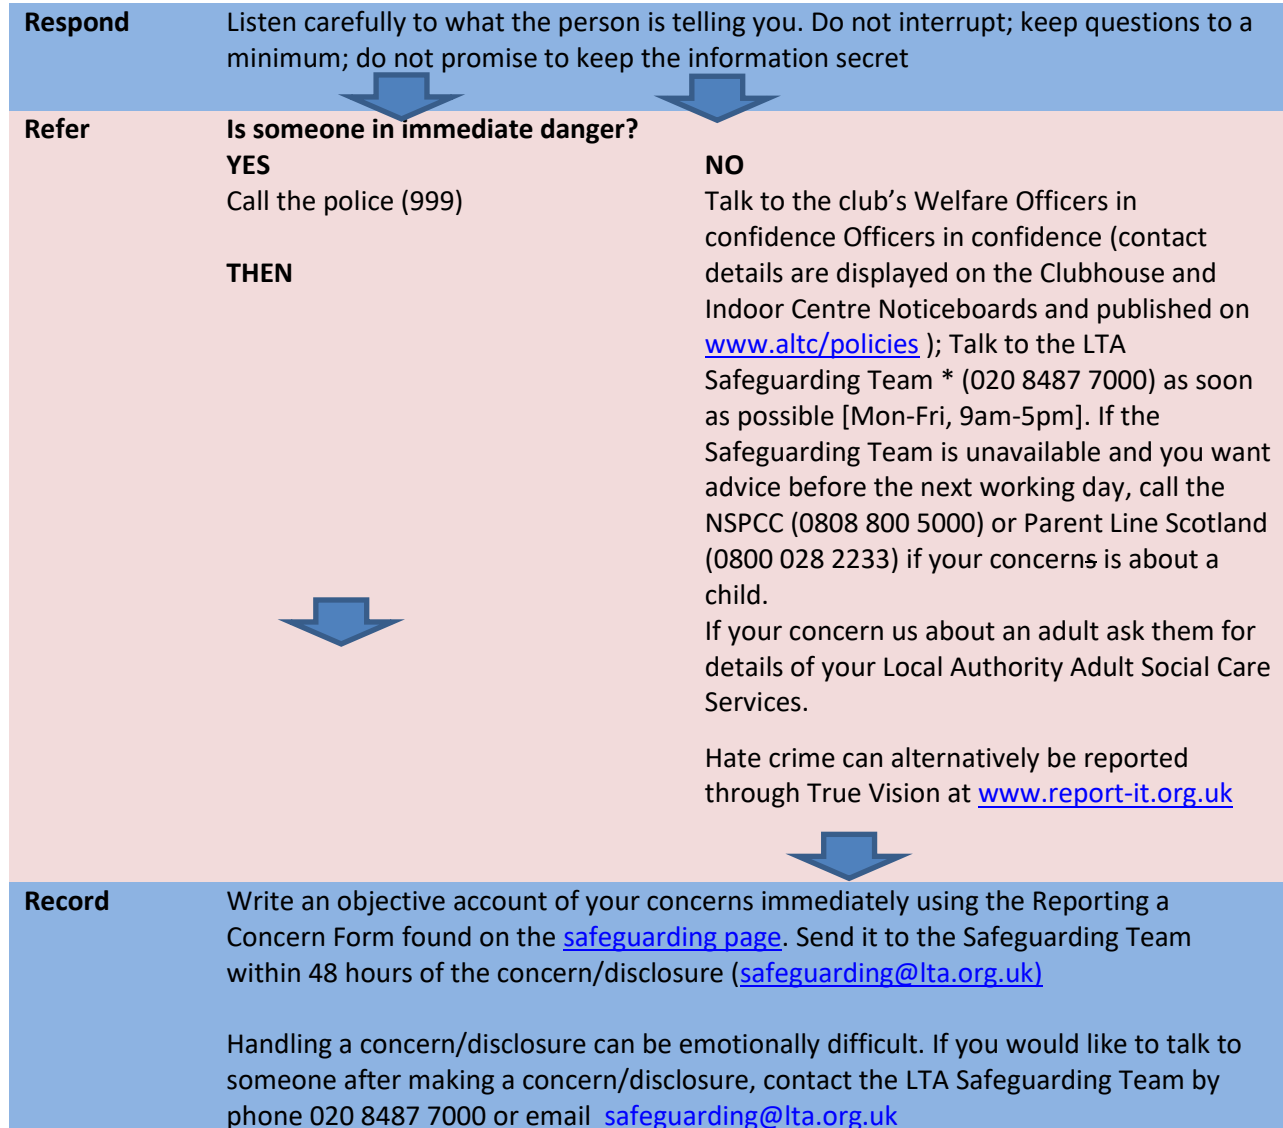 Respond
Listen carefully to what the person is telling you. Do not interrupt; keep questions to a
minimum; do not promise to keep the information secret
Refer
Is someone in immediate danger?
YES
Call the police (999)
THEN
NO
Talk to the club’s Welfare Officers in
confidence Officers in confidence (contact
details are displayed on the Clubhouse and
Indoor Centre Noticeboards and published on
www.altc/policies ); Talk to the LTA
Safeguarding Team * (020 8487 7000) as soon
as possible [Mon-Fri, 9am-5pm]. If the
Safeguarding Team is unavailable and you want
advice before the next working day, call the
NSPCC (0808 800 5000) or Parent Line Scotland
(0800 028 2233) if your concerns is about a
child.
If your concern us about an adult ask them for
details of your Local Authority Adult Social Care
Services.
Hate crime can alternatively be reported
through True Vision at www.report-it.org.uk
Record
Write an objective account of your concerns immediately using the Reporting a
Concern Form found on the safeguarding page. Send it to the Safeguarding Team
within 48 hours of the concern/disclosure (safeguarding@lta.org.uk)
Handling a concern/disclosure can be emotionally difficult. If you would like to talk to
someone after making a concern/disclosure, contact the LTA Safeguarding Team by
phone 020 8487 7000 or email safeguarding@lta.org.uk